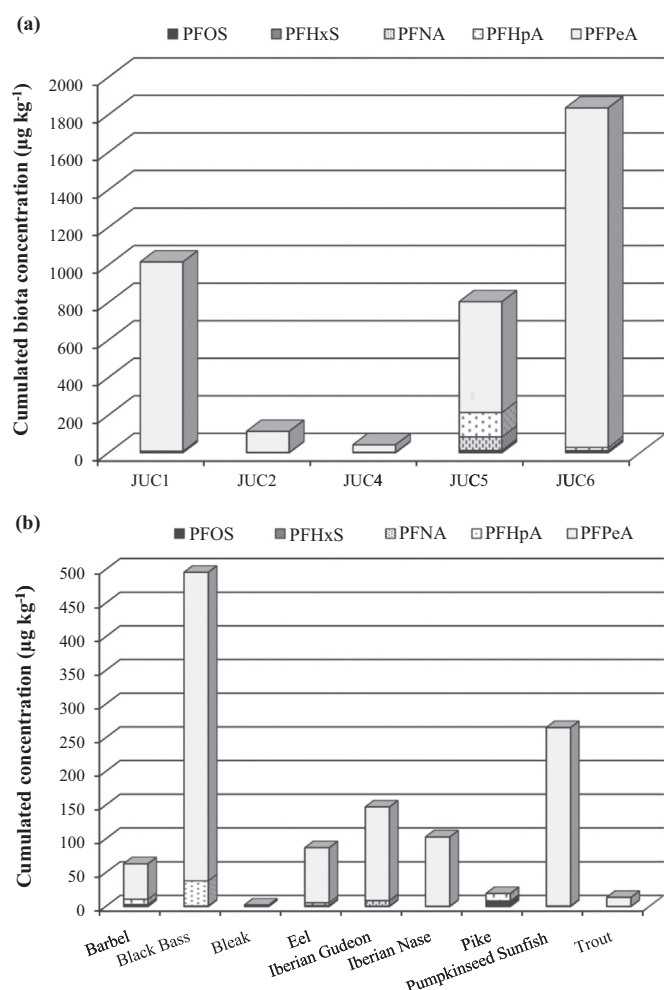 (a)
PFOS PFHxS PFNA PFHpA PFPeA
Cumulated biota concentration (µg kg⁻¹)
2000
1800
1600
1400
1200
1000
800
600
400
200
0
JUC1 JUC2 JUC4 JUC5 JUC6
(b)
PFOS PFHxS PFNA PFHpA PFPeA
Cumulated concentration (µg kg⁻¹)
500
450
400
350
300
250
200
150
100
50
0
Barbel Black Bass Bleak Eel Iberian Gudeon Iberian Nase Pike Pumpkinseed Sunfish Trout